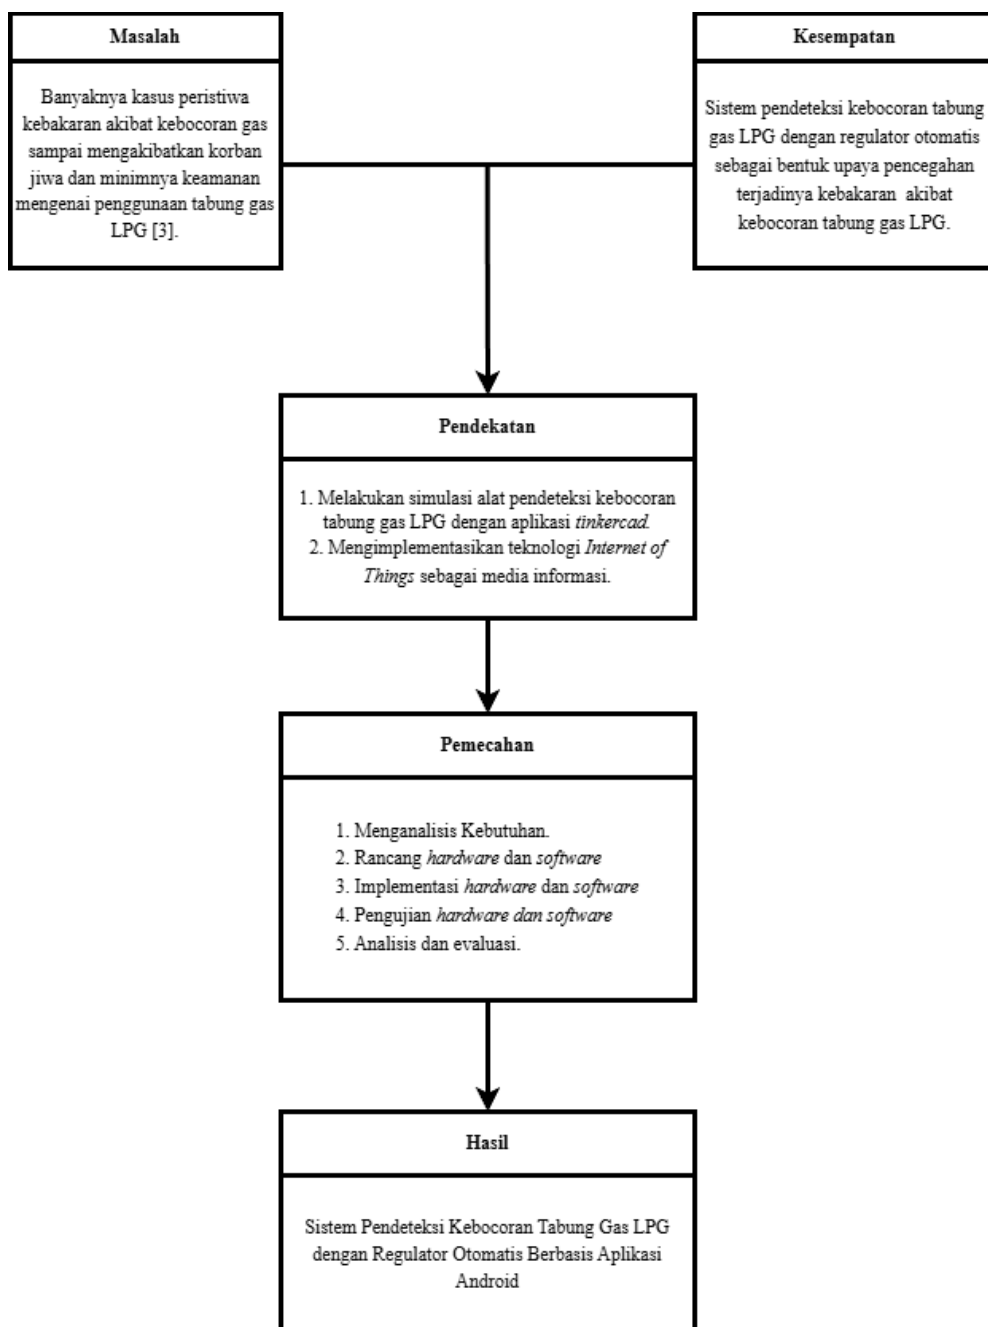 Masalah
Banyaknya kasus peristiwa
kebakaran akibat kebocoran gas
sampai mengakibatkan korban
jiwa dan minimnya keamanan
mengenai penggunaan tabung gas
LPG [3].
Kesempatan
Sistem pendeteksi kebocoran tabung
gas LPG dengan regulator otomatis
sebagai bentuk upaya pencegahan
terjadinya kebakaran akibat
kebocoran tabung gas LPG.
Pendekatan
1. Melakukan simulasi alat pendeteksi kebocoran
tabung gas LPG dengan aplikasi tinkercad.
2. Mengimplementasikan teknologi Internet of
Things sebagai media informasi.
Pemecahan
1. Menganalisis Kebutuhan.
2. Rancang hardware dan software
3. Implementasi hardware dan software
4. Pengujian hardware dan software
5. Analisis dan evaluasi.
Hasil
Sistem Pendeteksi Kebocoran Tabung Gas LPG
dengan Regulator Otomatis Berbasis Aplikasi
Android